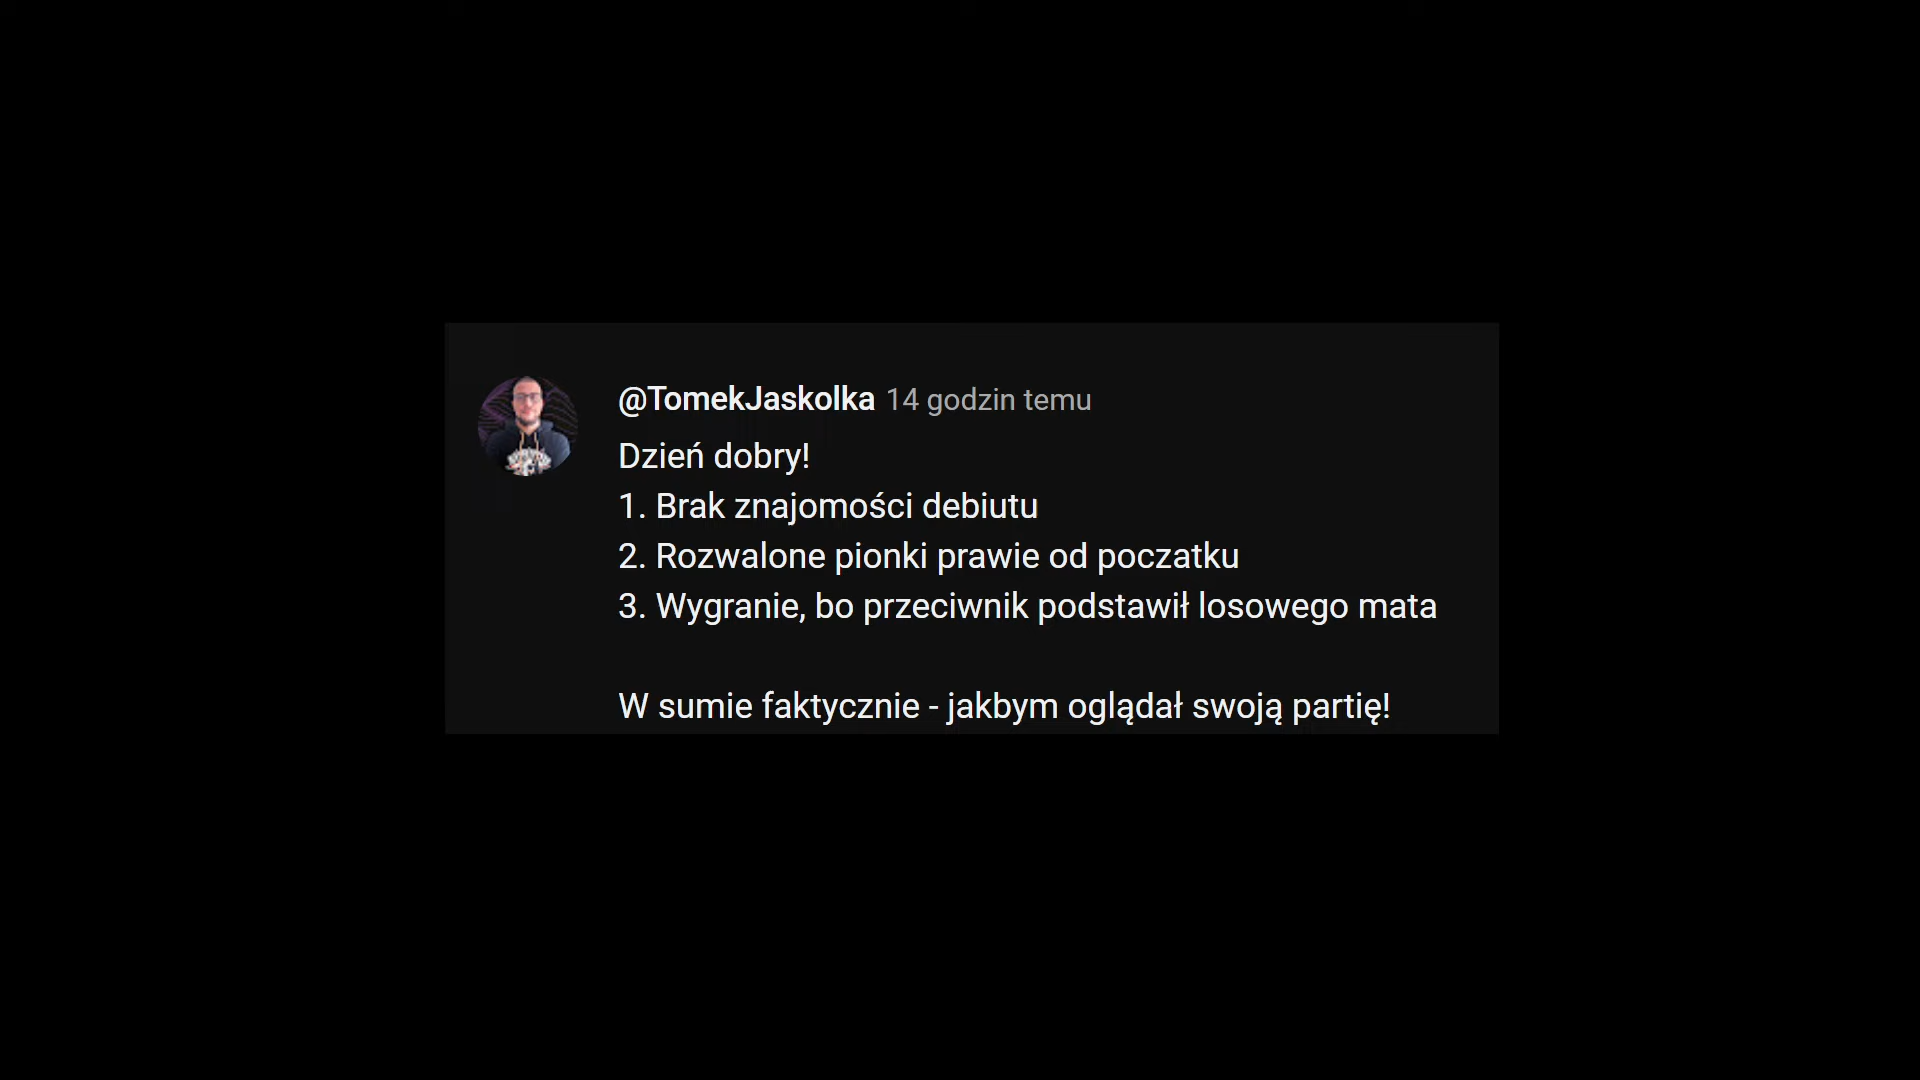 @TomekJaskolka 14 godzin temu
Dzień dobry!
1. Brak znajomości debiutu
2. Rozwalone pionki prawie od poczatku
3. Wygranie, bo przeciwnik podstawił losowego mata
W sumie faktycznie - jakbym oglądał swoją partię!